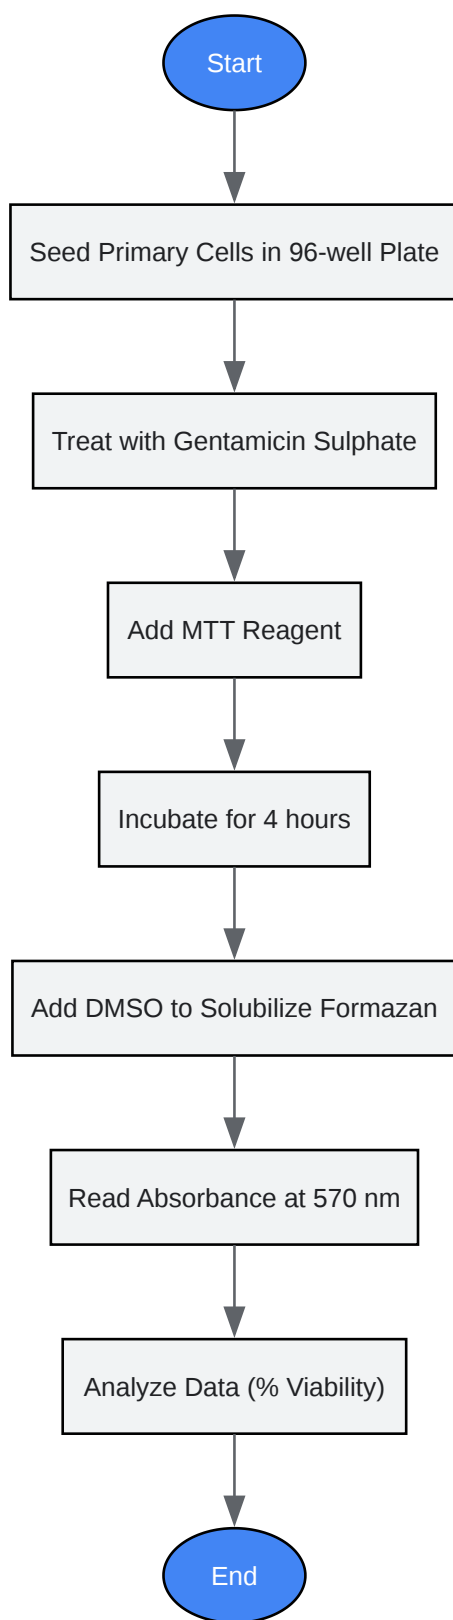 Start
Seed Primary Cells in 96-well Plate
Treat with Gentamicin Sulphate
Add MTT Reagent
Incubate for 4 hours
Add DMSO to Solubilize Formazan
Read Absorbance at 570 nm
Analyze Data (% Viability)
End